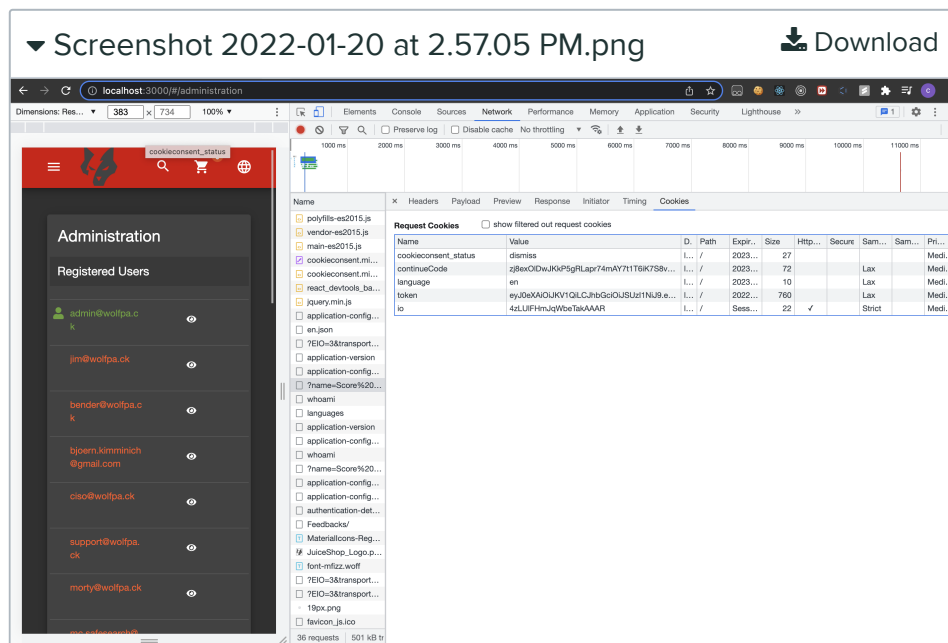 Screenshot 2022-01-20 at 2.57.05 PM.png Download
localhost:3000/#/administration
Dimensions: Res... 383 × 734 100%
Elements Console Sources Network Performance Memory Application Security Lighthouse » 1
Preserve log Disable cache No throttling
1000 ms 2000 ms 3000 ms 4000 ms 5000 ms 6000 ms 7000 ms 8000 ms 9000 ms 10000 ms 11000 ms
cookieconsent_status
Administration
Registered Users
admin@wolfpa.c
k
jim@wolfpa.ck
bender@wolfpa.c
k
bjoern.kimminich
@gmail.com
ciso@wolfpa.ck
support@wolfpa.
ck
morty@wolfpa.ck
mc.safesearch@
Name
polyfills-es2015.js
vendor-es2015.js
main-es2015.js
cookieconsent.mi...
cookieconsent.mi...
react_devtools_ba...
jquery.min.js
application-config...
en.json
?EIO=3&transport...
application-version
application-config...
?name=Score%20...
whoami
languages
application-version
application-config...
whoami
?name=Score%20...
application-config...
application-config...
authentication-det...
Feedbacks/
MaterialIcons-Reg...
JuiceShop_Logo.p...
font-mfizz.woff
?EIO=3&transport...
?EIO=3&transport...
19px.png
favicon_js.ico
36 requests 501 kB tr
× Headers Payload Preview Response Initiator Timing Cookies
Request Cookies show filtered out request cookies
Name Value D. Path Expir... Size Http... Secure Sam... Sam... Pri...
cookieconsent_status dismiss l... / 2023... 27 Medi...
continueCode l... / 2023... 72 Lax Medi...
language en l... / 2023... 10 Lax Medi...
token l... / 2022... 760 Lax Medi...
io 4zLUlFHmJqWbeTakAAAR l... / Sess... 22 ✓ Strict Medi...